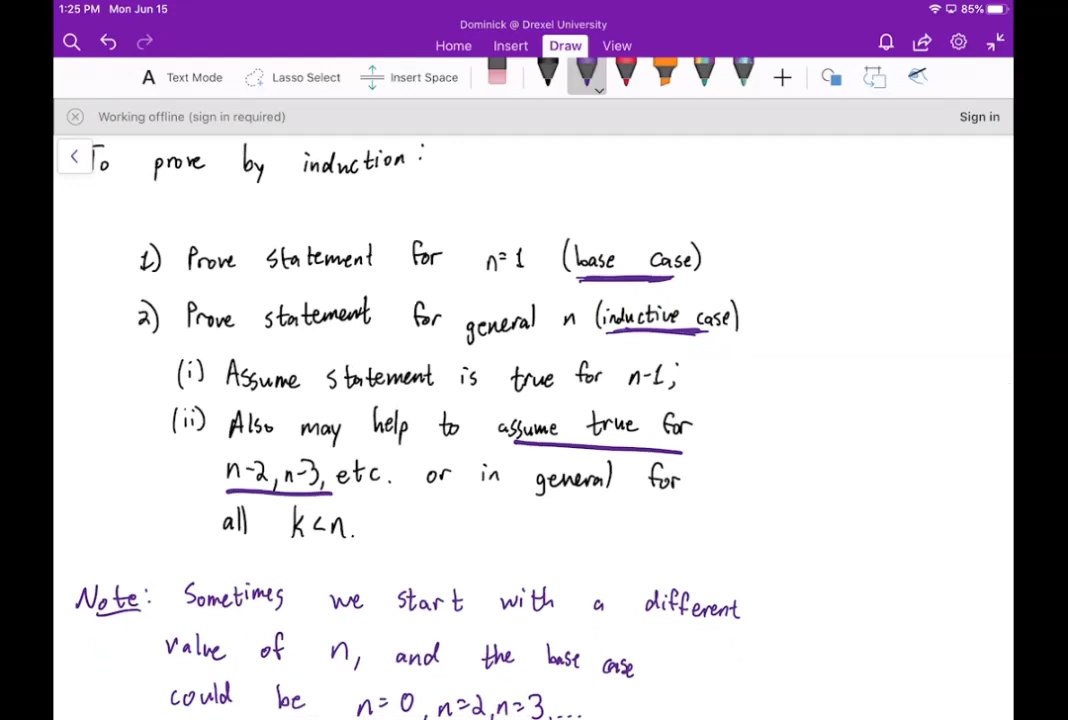 1:25 PM Mon Jun 15
85%
Dominick @ Drexel University
Home Insert Draw View
A Text Mode Lasso Select Insert Space
Working offline (sign in required) Sign in
To prove by induction:
1) Prove statement for n=1 (base case)
2) Prove statement for general n (inductive case)
(i) Assume statement is true for n-1;
(ii) Also may help to assume true for
n-2, n-3, etc. or in general for
all k<n.
Note: Sometimes we start with a different
value of n, and the base case
could be n=0, n=2, n=3, ...